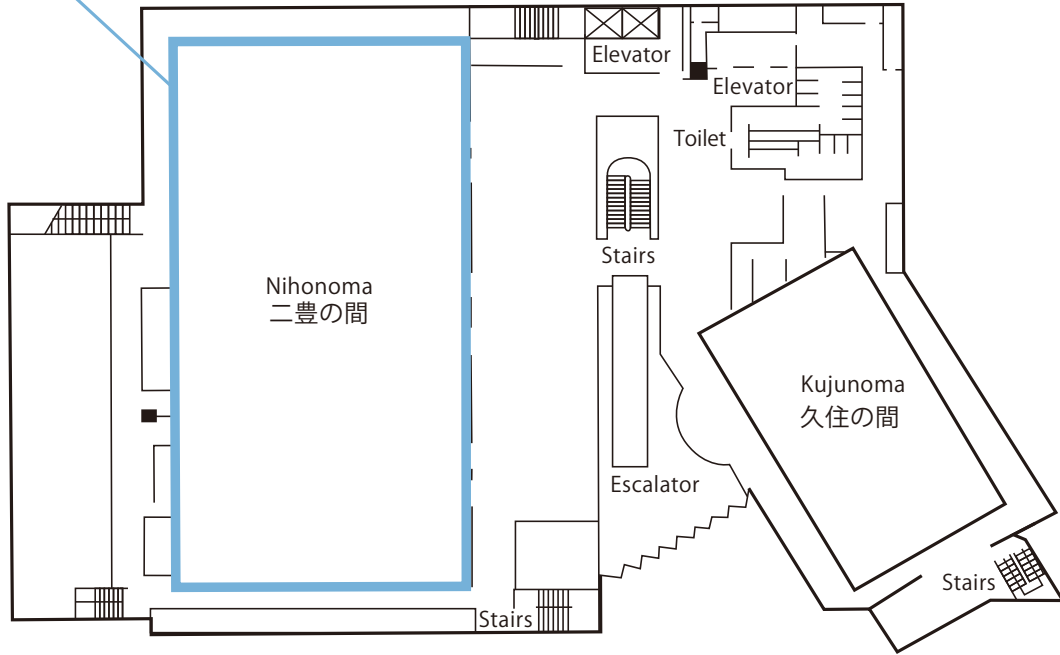 Elevator
Elevator
Toilet
Stairs
Nihonoma
二豊の間
Kujunoma
久住の間
Escalator
Stairs
Stairs